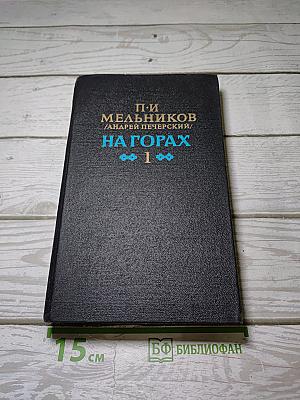 П·И
МЕЛЬНИКОВ
/АНДРЕЙ ПЕЧЕРСКИЙ/
НА ГОРАХ
1
15 см
БФ БИБЛИОФАН